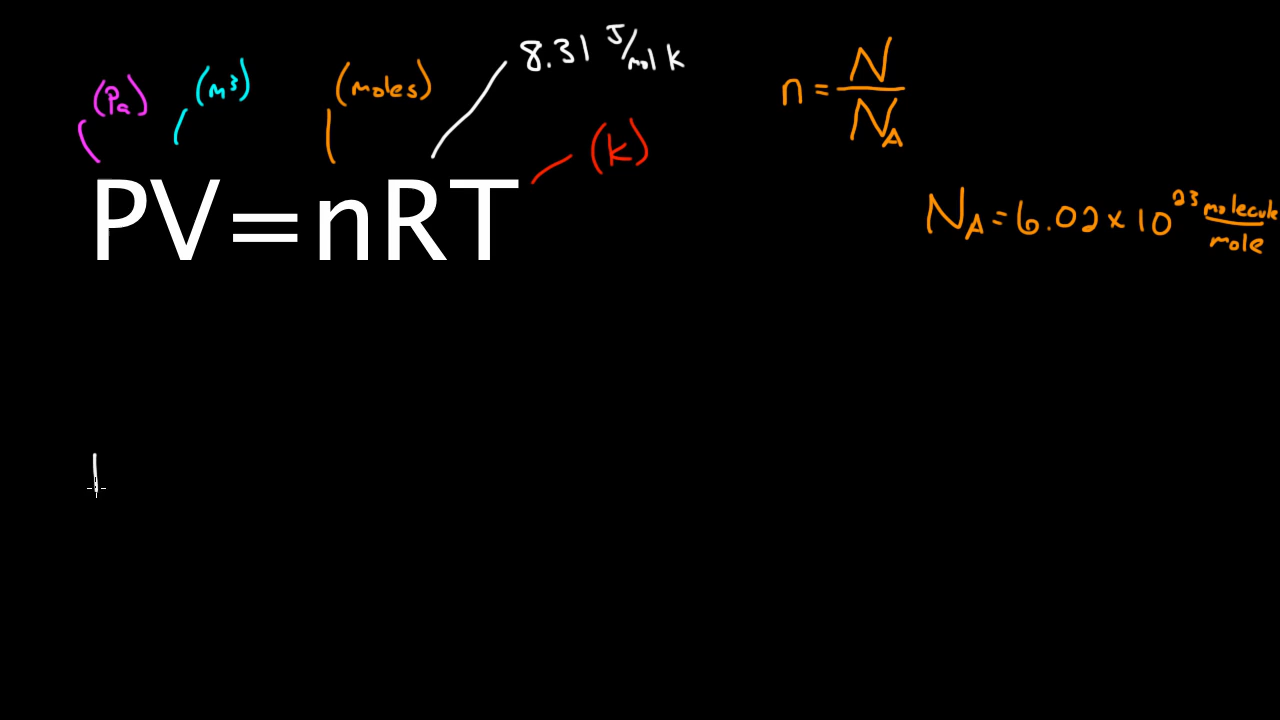 8.31 J/mol K
(Pa) (m³) (moles)
(K)
PV=nRT
n = N/N_A
N_A = 6.02 x 10^23 molecule/mole